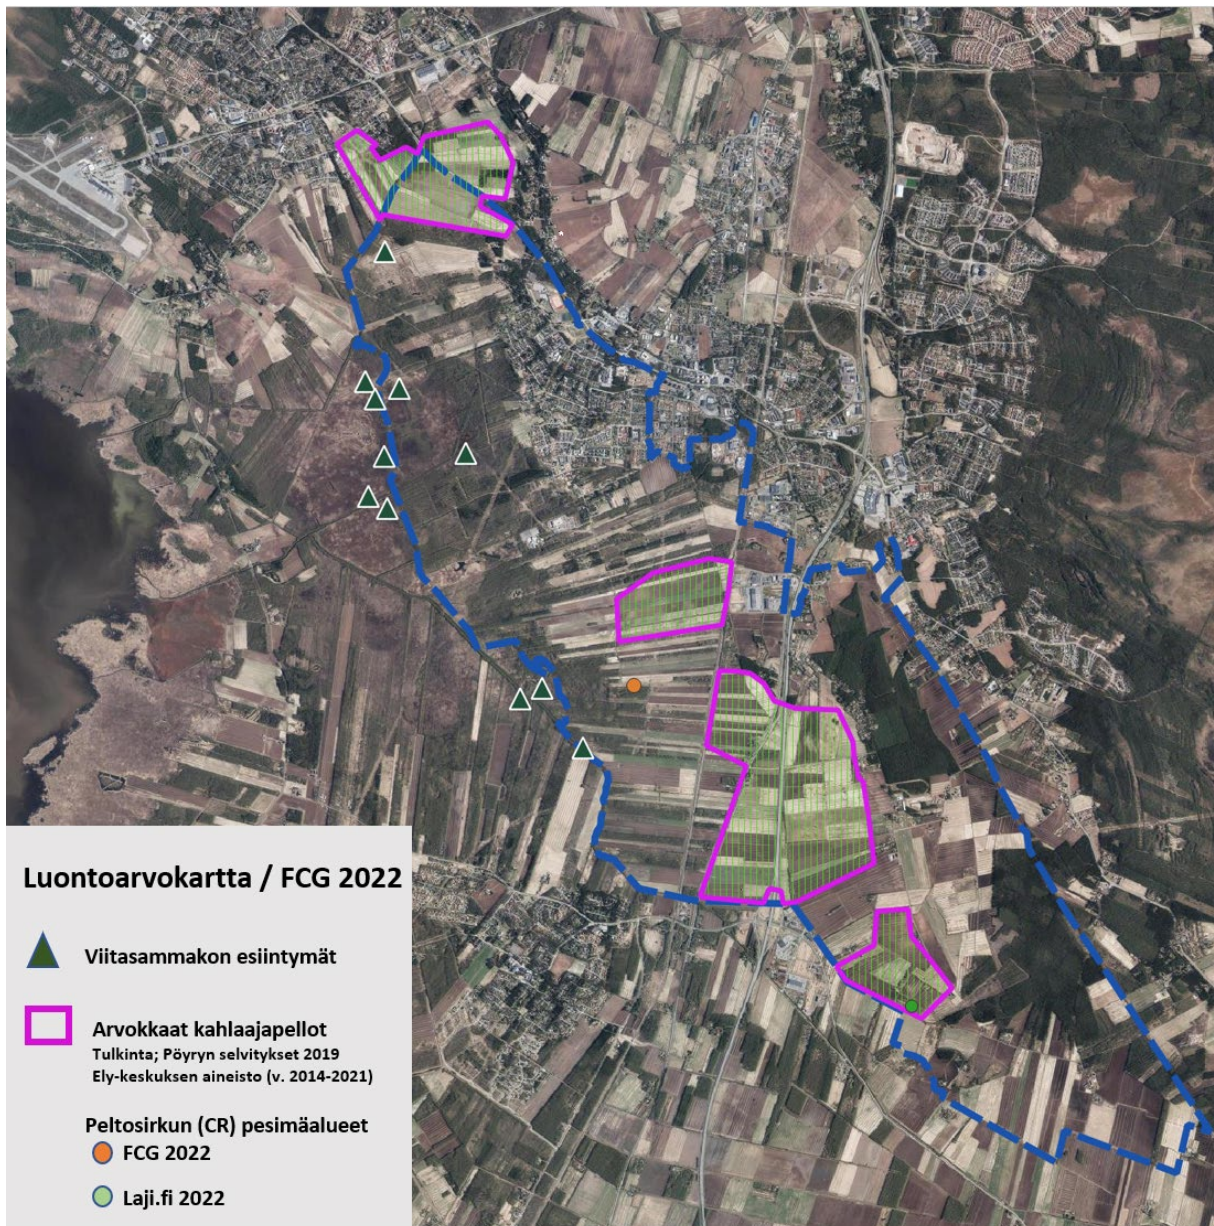 Luontoarvokartta / FCG 2022
Viitasammakon esiintymät
Arvokkaat kahlaajapellot
Tulkinta; Pöyryn selvitykset 2019
Ely-keskuksen aineisto (v. 2014-2021)
Peltosirkun (CR) pesimäalueet
FCG 2022
Laji.fi 2022